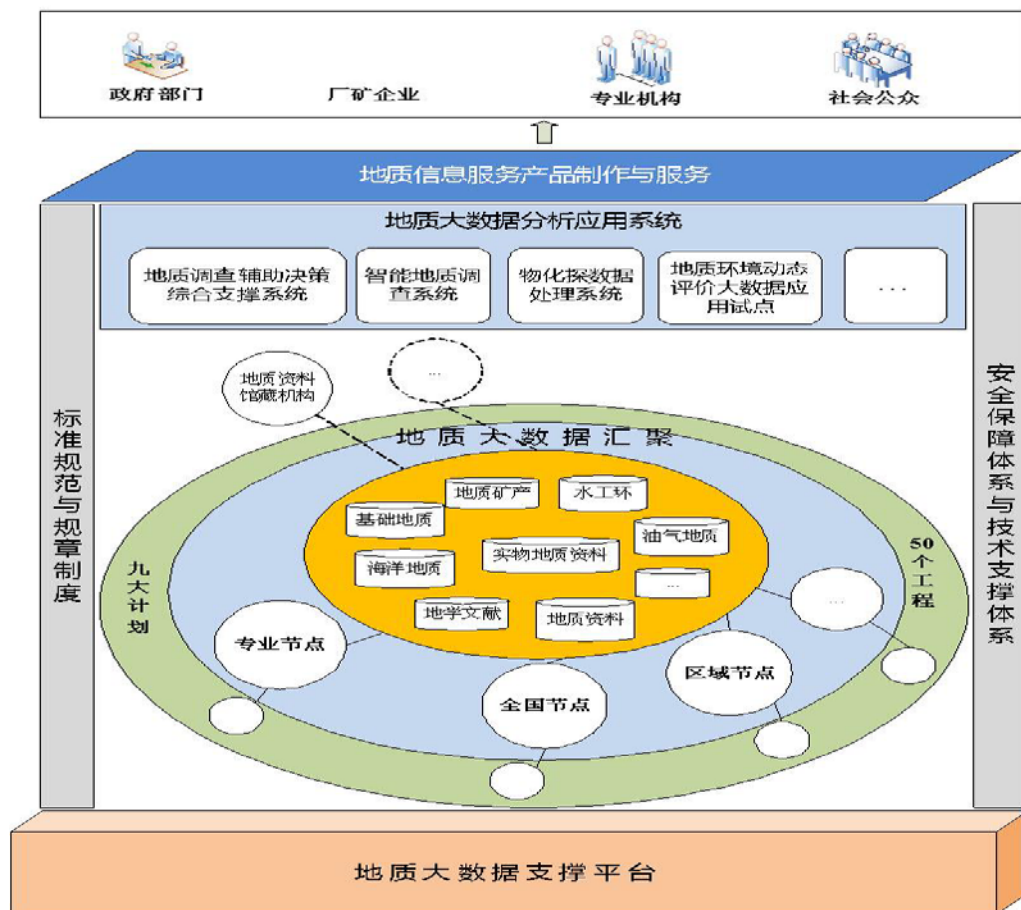 政府部门
厂矿企业
专业机构
社会公众
地质信息服务产品制作与服务
地质大数据分析应用系统
地质调查辅助决策
综合支撑系统
智能地质调
查系统
物化探数据
处理系统
地质环境动态
评价大数据应
用试点
...
标准规范与规章制度
安全保障体系与技术支撑体系
地质资料
馆藏机构
...
地质大数据汇聚
地质矿产
水工环
基础地质
油气地质
实物地质资料
海洋地质
...
地学文献
地质资料
九大计划
50个工程
专业节点
全国节点
区域节点
...
地质大数据支撑平台